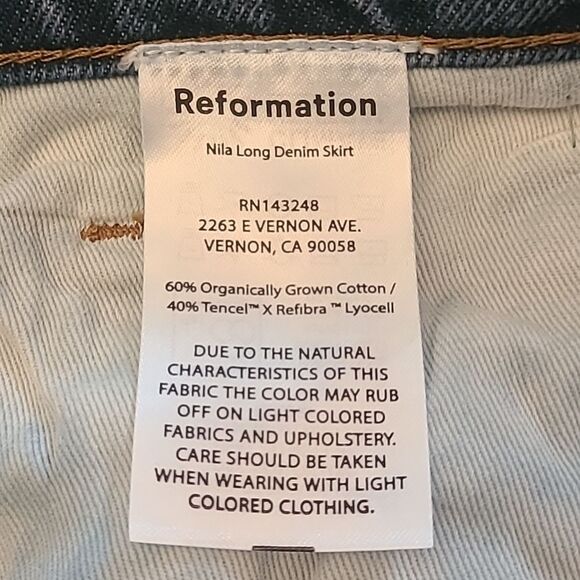 Reformation
Nila Long Denim Skirt
RN143248
2263 E VERNON AVE.
VERNON, CA 90058
60% Organically Grown Cotton /
40% Tencel™ X Refibra ™ Lyocell
DUE TO THE NATURAL
CHARACTERISTICS OF THIS
FABRIC THE COLOR MAY RUB
OFF ON LIGHT COLORED
FABRICS AND UPHOLSTERY.
CARE SHOULD BE TAKEN
WHEN WEARING WITH LIGHT
COLORED CLOTHING.